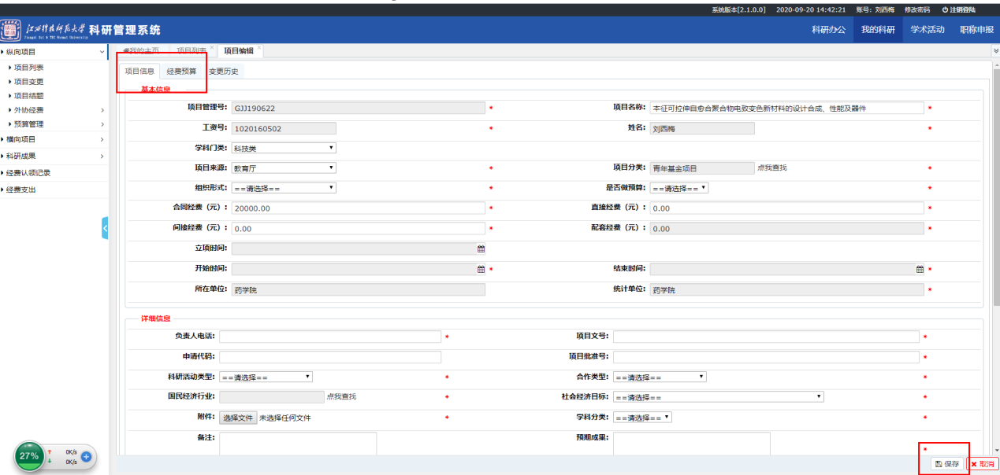 系统版本[2.1.0.0] 2020-09-20 14:42:21 账号: 刘西梅 修改密码 注销登陆
江西科技师范大学 科研管理系统 科研办公 我的科研 学术活动 职称申报
纵向项目
项目列表
项目变更
项目结题
外协经费
预算管理
横向项目
科研成果
经费认领记录
经费支出
我的主页 项目列表 × 项目编辑 ×
项目信息 经费预算 变更历史
基本信息
项目管理号: GJJ190622 * 项目名称: 本征可拉伸自愈合聚合物电致变色新材料的设计合成、性能及器件 *
工资号: 1020160502 * 姓名: 刘西梅 *
学科门类: 科技类
项目来源: 教育厅 * 项目分类: 青年基金项目 点我查找 *
组织形式: ==请选择== * 是否做预算: ==请选择== *
合同经费（元）: 20000.00 * 直接经费（元）: 0.00 *
间接经费（元）: 0.00 * 配套经费（元）: 0.00 *
立项时间:
开始时间: * 结束时间: *
所在单位: 药学院 统计单位: 药学院 *
详细信息
负责人电话: * 项目文号: *
申请代码: 项目批准号: *
科研活动类型: ==请选择== * 合作类型: ==请选择== *
国民经济行业: 点我查找 * 社会经济目标: ==请选择== *
附件: 选择文件 未选择任何文件 * 学科分类: ==请选择== *
备注: 预期成果: *
27% 0K/s
0K/s
保存 取消